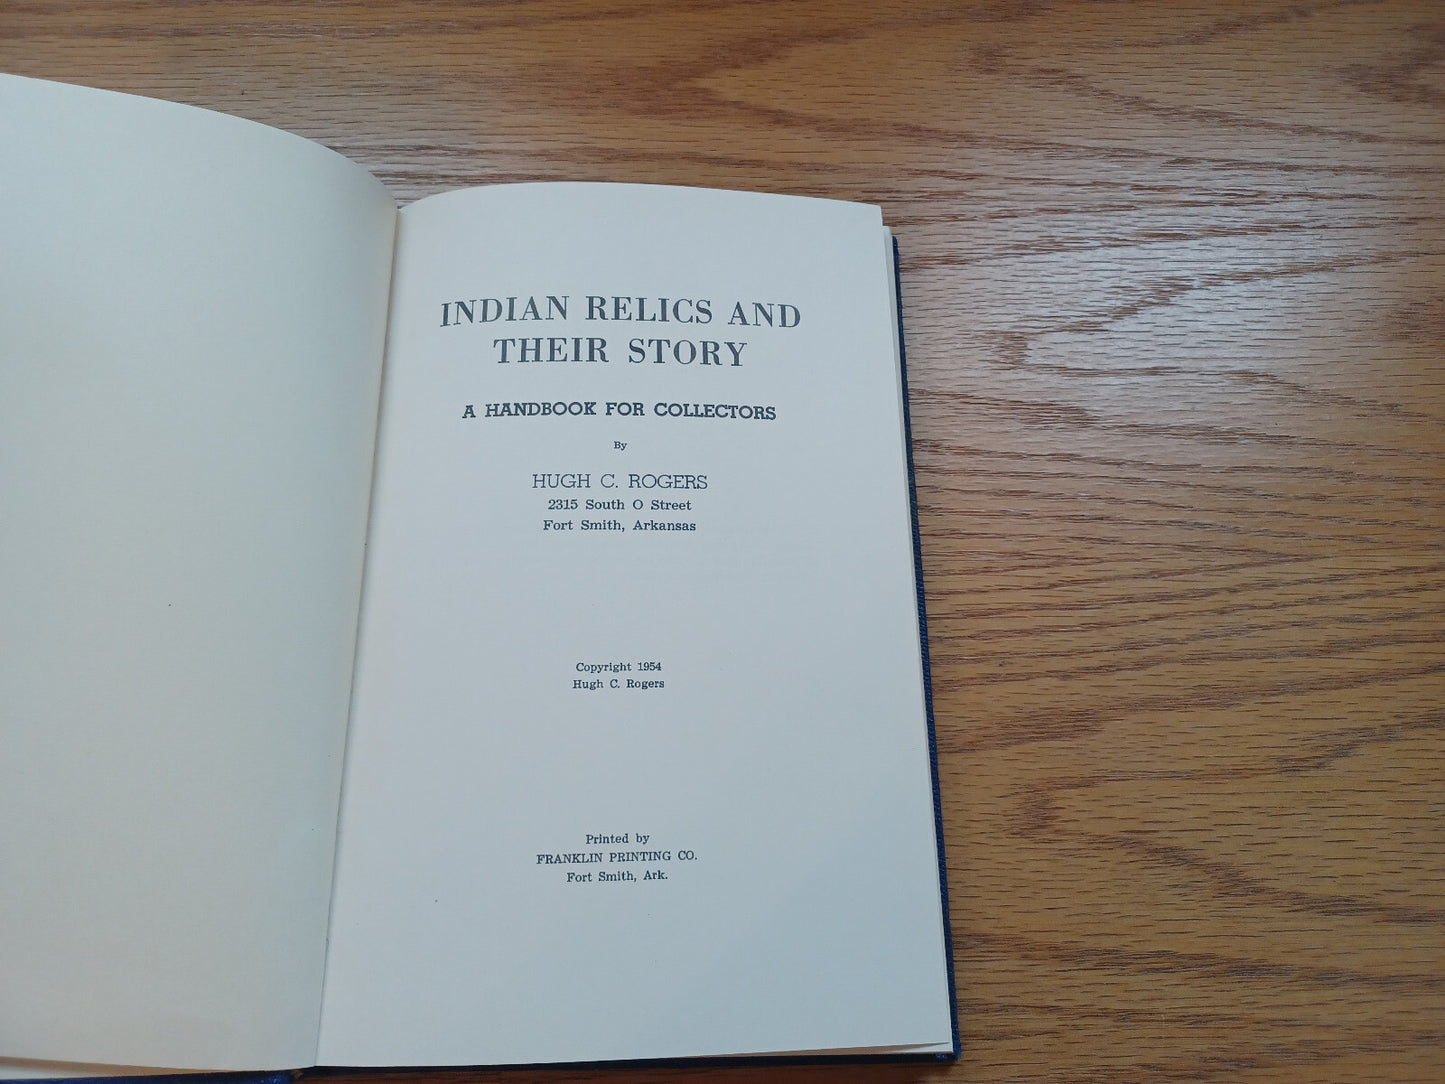 INDIAN RELICS AND
THEIR STORY
A HANDBOOK FOR COLLECTORS
By
HUGH C. ROGERS
2315 South O Street
Fort Smith, Arkansas
Copyright 1954
Hugh C. Rogers
Printed by
FRANKLIN PRINTING CO.
Fort Smith, Ark.